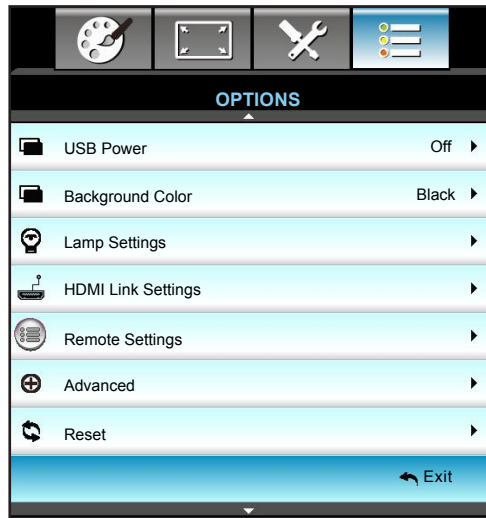 OPTIONS
USB Power Off
Background Color Black
Lamp Settings
HDMI Link Settings
Remote Settings
Advanced
Reset
Exit